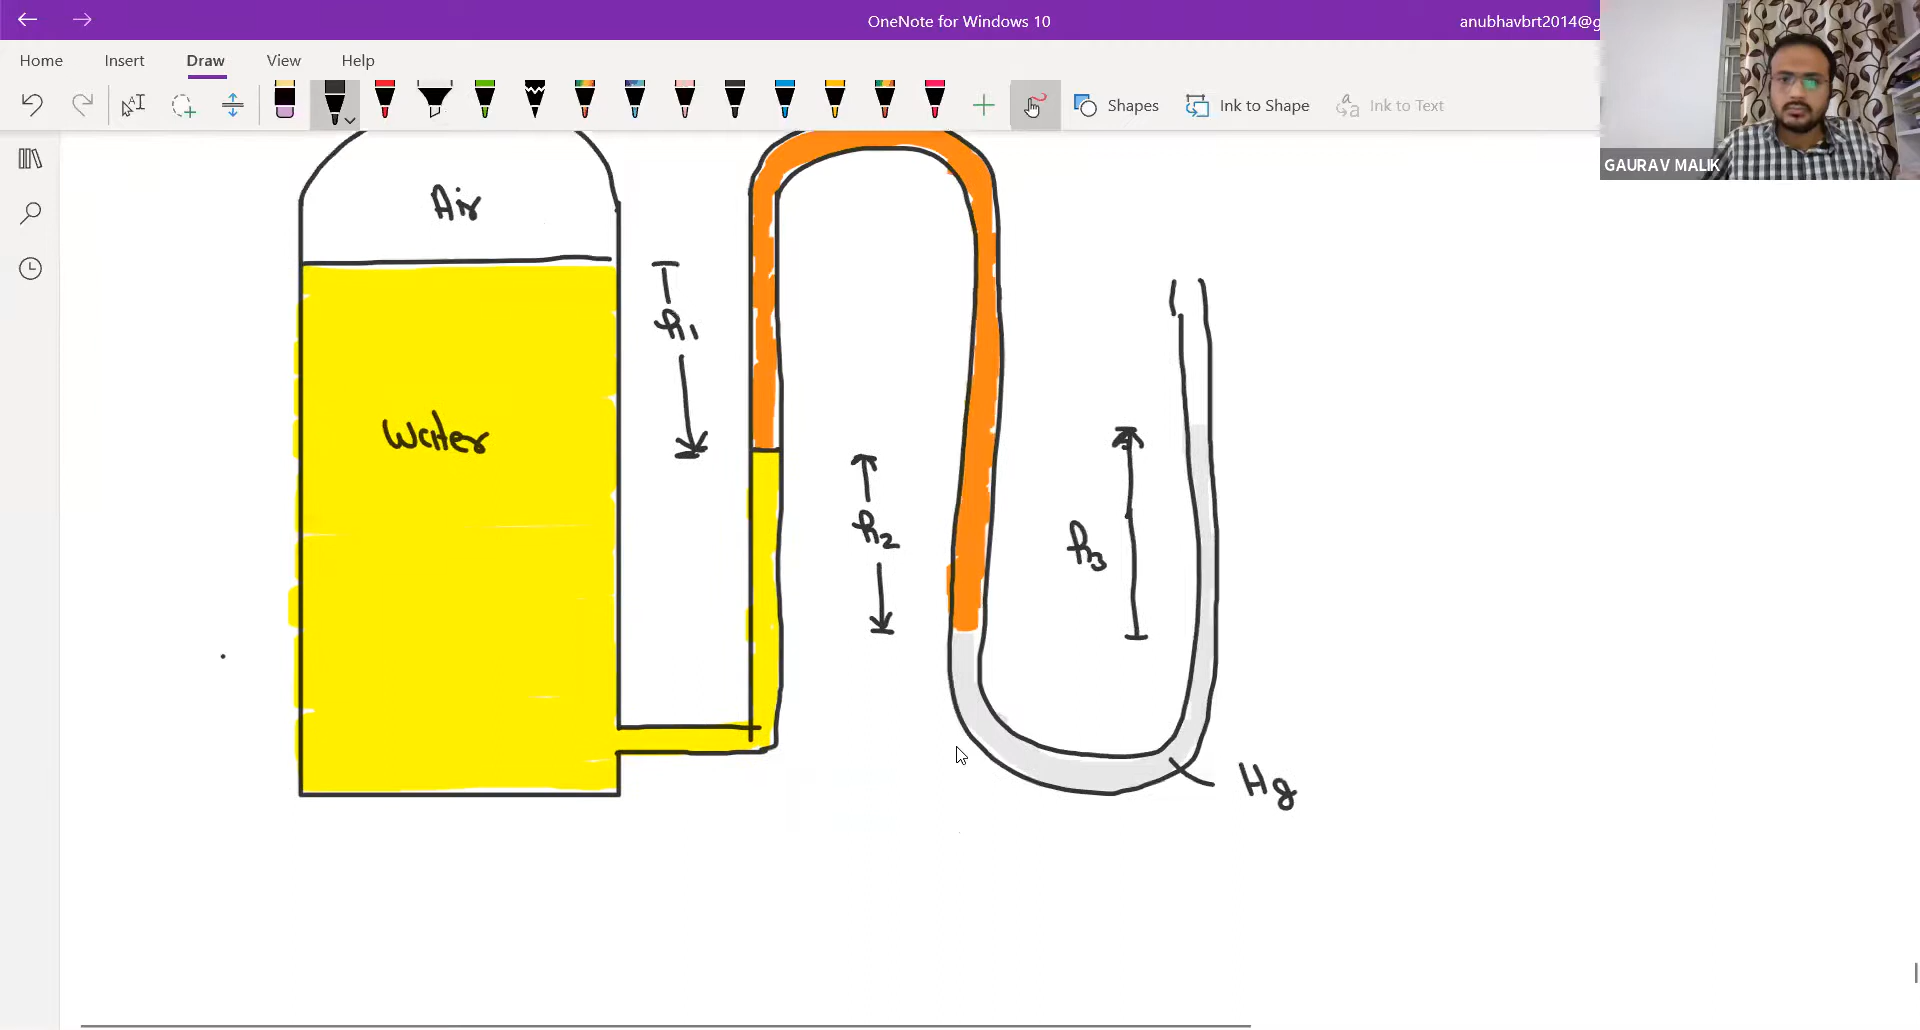 OneNote for Windows 10
anubhavbrt2014@g
Home Insert Draw View Help
Shapes Ink to Shape Ink to Text
GAURAV MALIK
Air
h1
Water
h2
h3
Hg